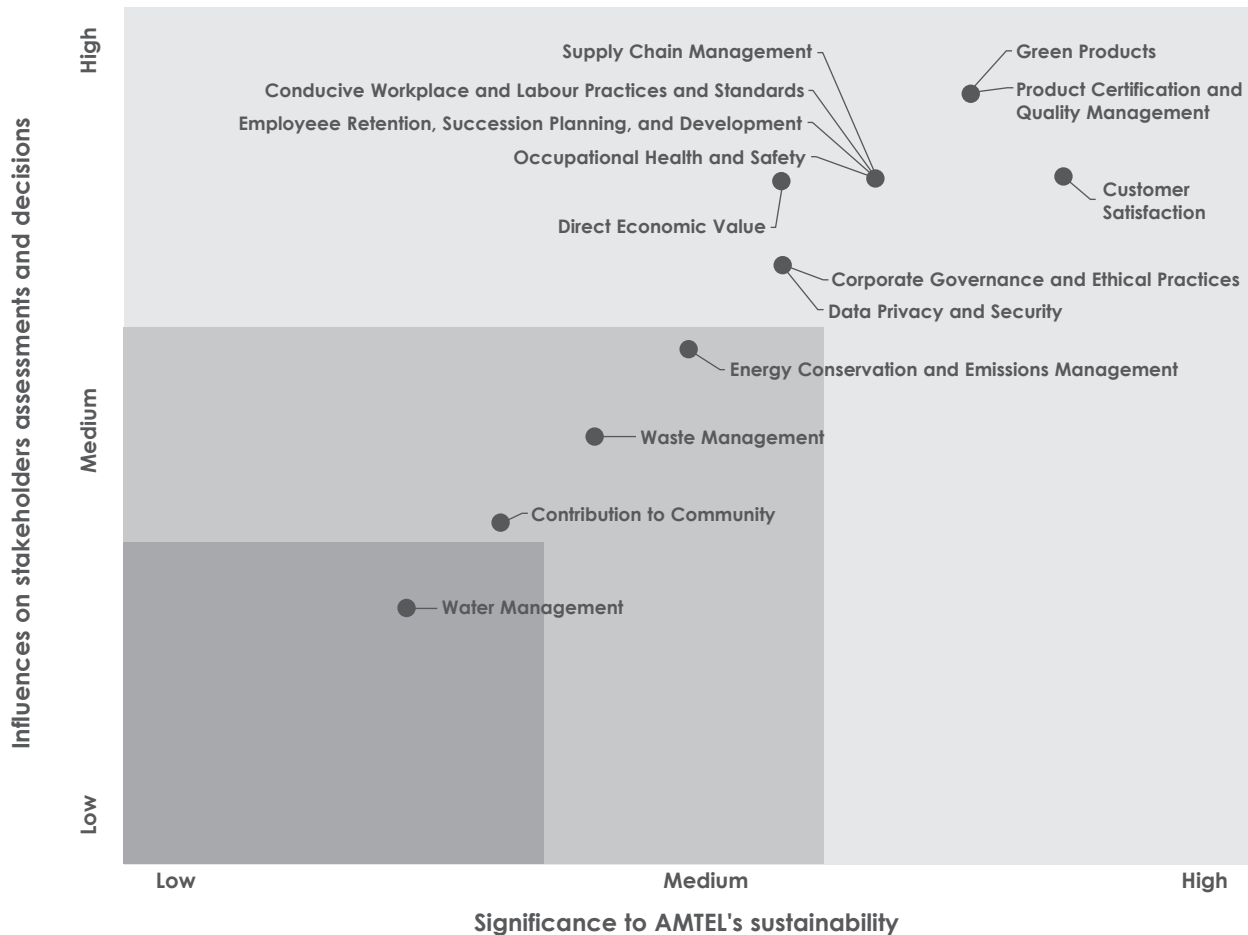 High
Medium
Low
Influences on stakeholders assessments and decisions
Supply Chain Management
Conducive Workplace and Labour Practices and Standards
Employeee Retention, Succession Planning, and Development
Occupational Health and Safety
Direct Economic Value
Green Products
Product Certification and
Quality Management
Customer
Satisfaction
Corporate Governance and Ethical Practices
Data Privacy and Security
Energy Conservation and Emissions Management
Waste Management
Contribution to Community
Water Management
Low
Medium
High
Significance to AMTEL's sustainability